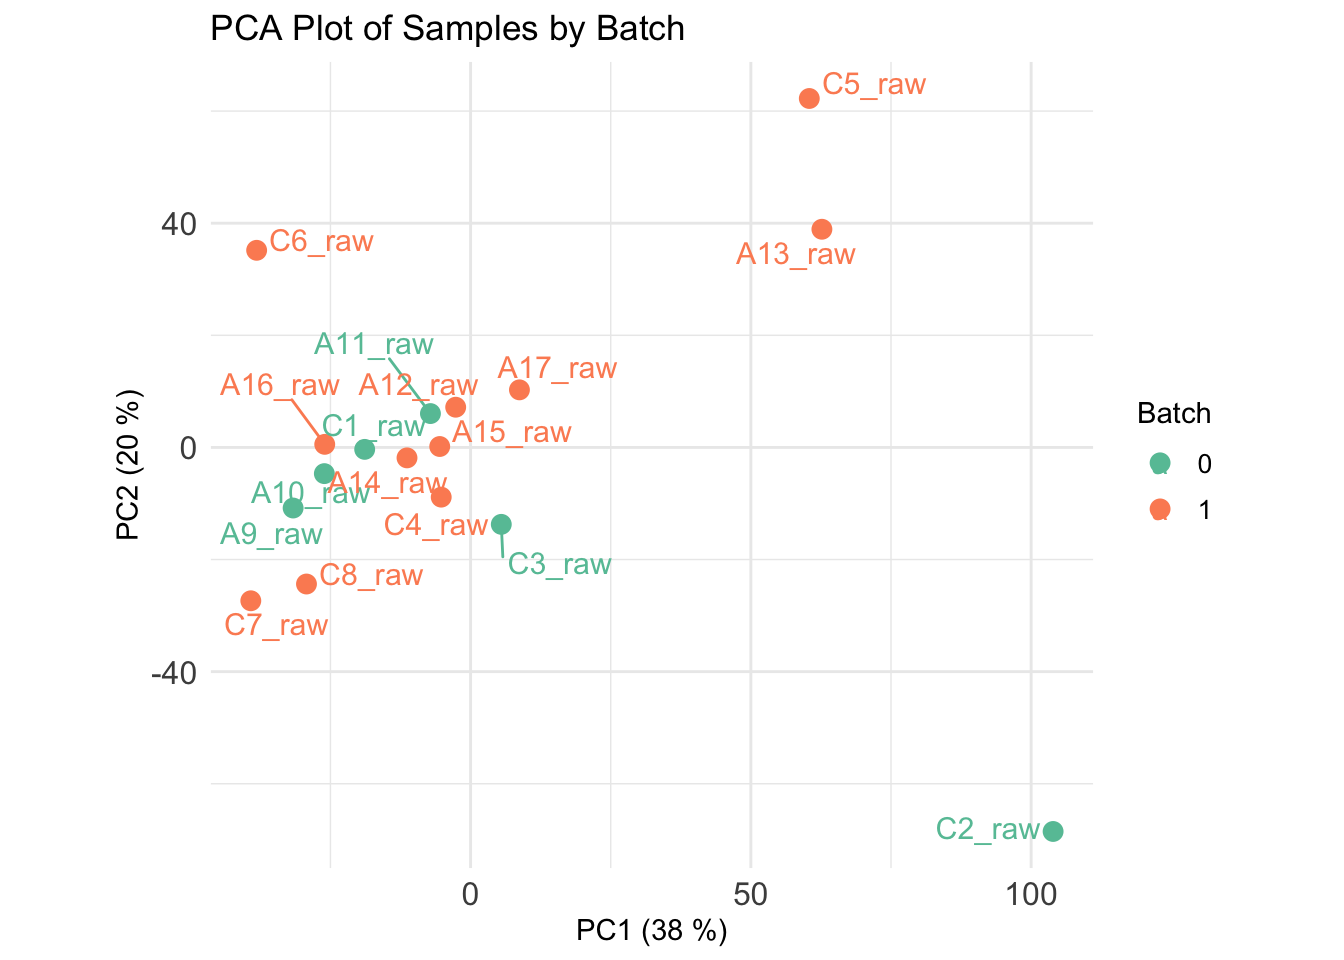 PCA Plot of Samples by Batch
C5_raw
40
C6_raw
A13_raw
A11_raw
A17_raw
A16_raw
A12_raw
C1_raw
A15_raw
0
A14_raw
A10_raw
C4_raw
A9_raw
C3_raw
C8_raw
C7_raw
-40
C2_raw
0
50
100
PC1 (38 %)
PC2 (20 %)
Batch
0
1